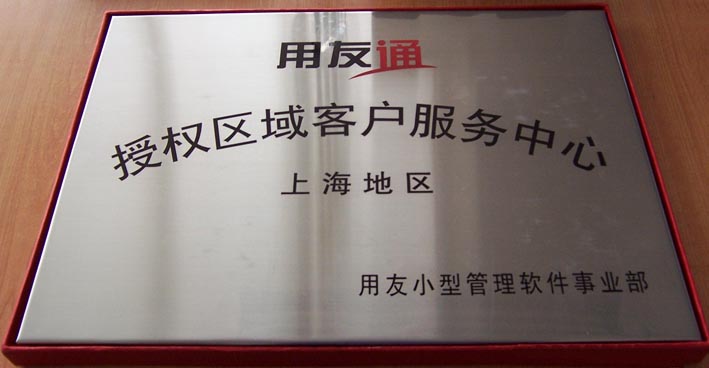 用友通
授权区域客户服务中心
上海地区
用友小型管理软件事业部